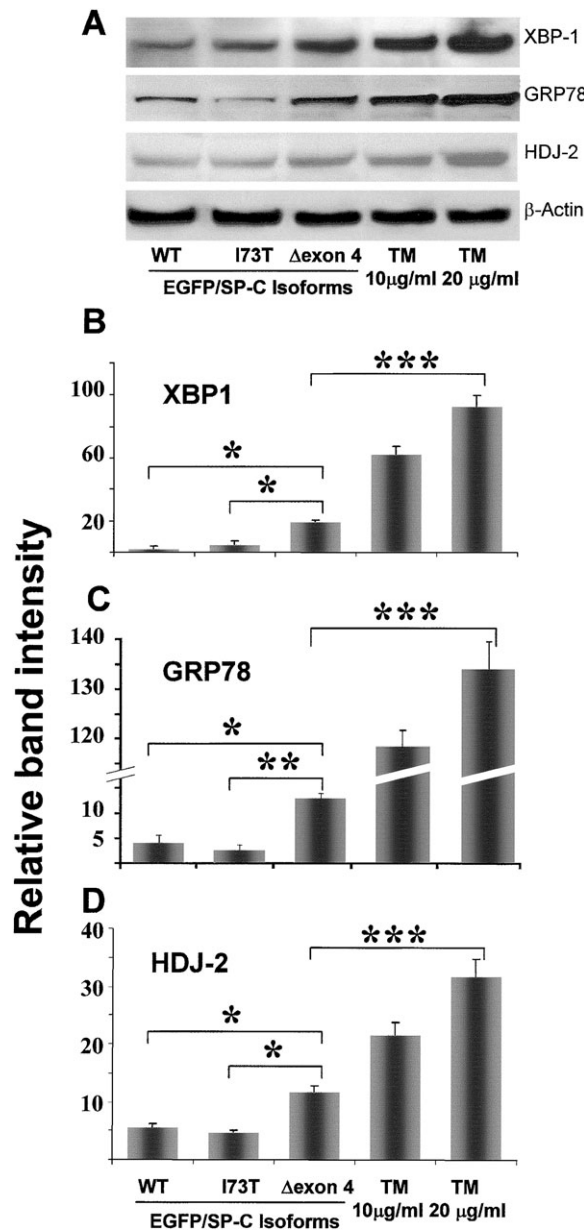 A
XBP-1
GRP78
HDJ-2
β-Actin
WT I73T Δexon 4 TM TM
10μg/ml 20 μg/ml
EGFP/SP-C Isoforms
Relative band intensity
B
XBP1
***
*
*
100
60
20
C
GRP78
***
*
**
140
130
120
10
5
D
HDJ-2
***
*
*
40
30
20
10
WT I73T Δexon 4 TM TM
10μg/ml 20 μg/ml
EGFP/SP-C Isoforms